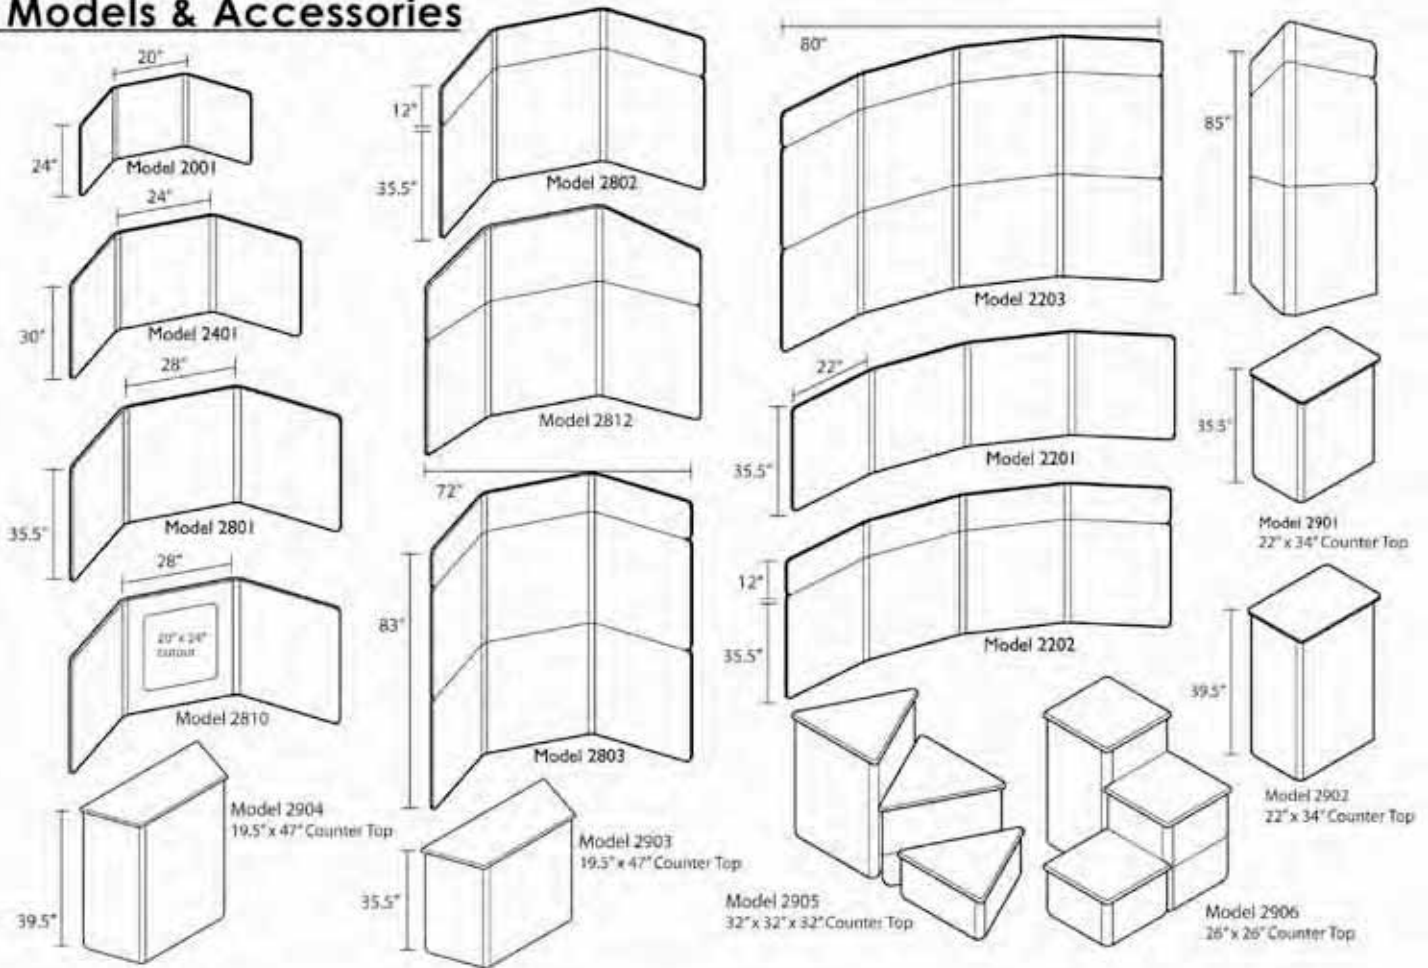 Models & Accessories
20"
24"
Model 2001
24"
30"
Model 2401
28"
35.5"
Model 2801
28"
20" x 24"
cutout
Model 2810
39.5"
Model 2904
19.5" x 47" Counter Top
12"
35.5"
Model 2802
Model 2812
72"
83"
Model 2803
35.5"
Model 2903
19.5" x 47" Counter Top
80"
Model 2203
22"
35.5"
Model 2201
12"
35.5"
Model 2202
Model 2905
32" x 32" x 32" Counter Top
85"
35.5"
Model 2901
22" x 34" Counter Top
39.5"
Model 2902
22" x 34" Counter Top
Model 2906
26" x 26" Counter Top